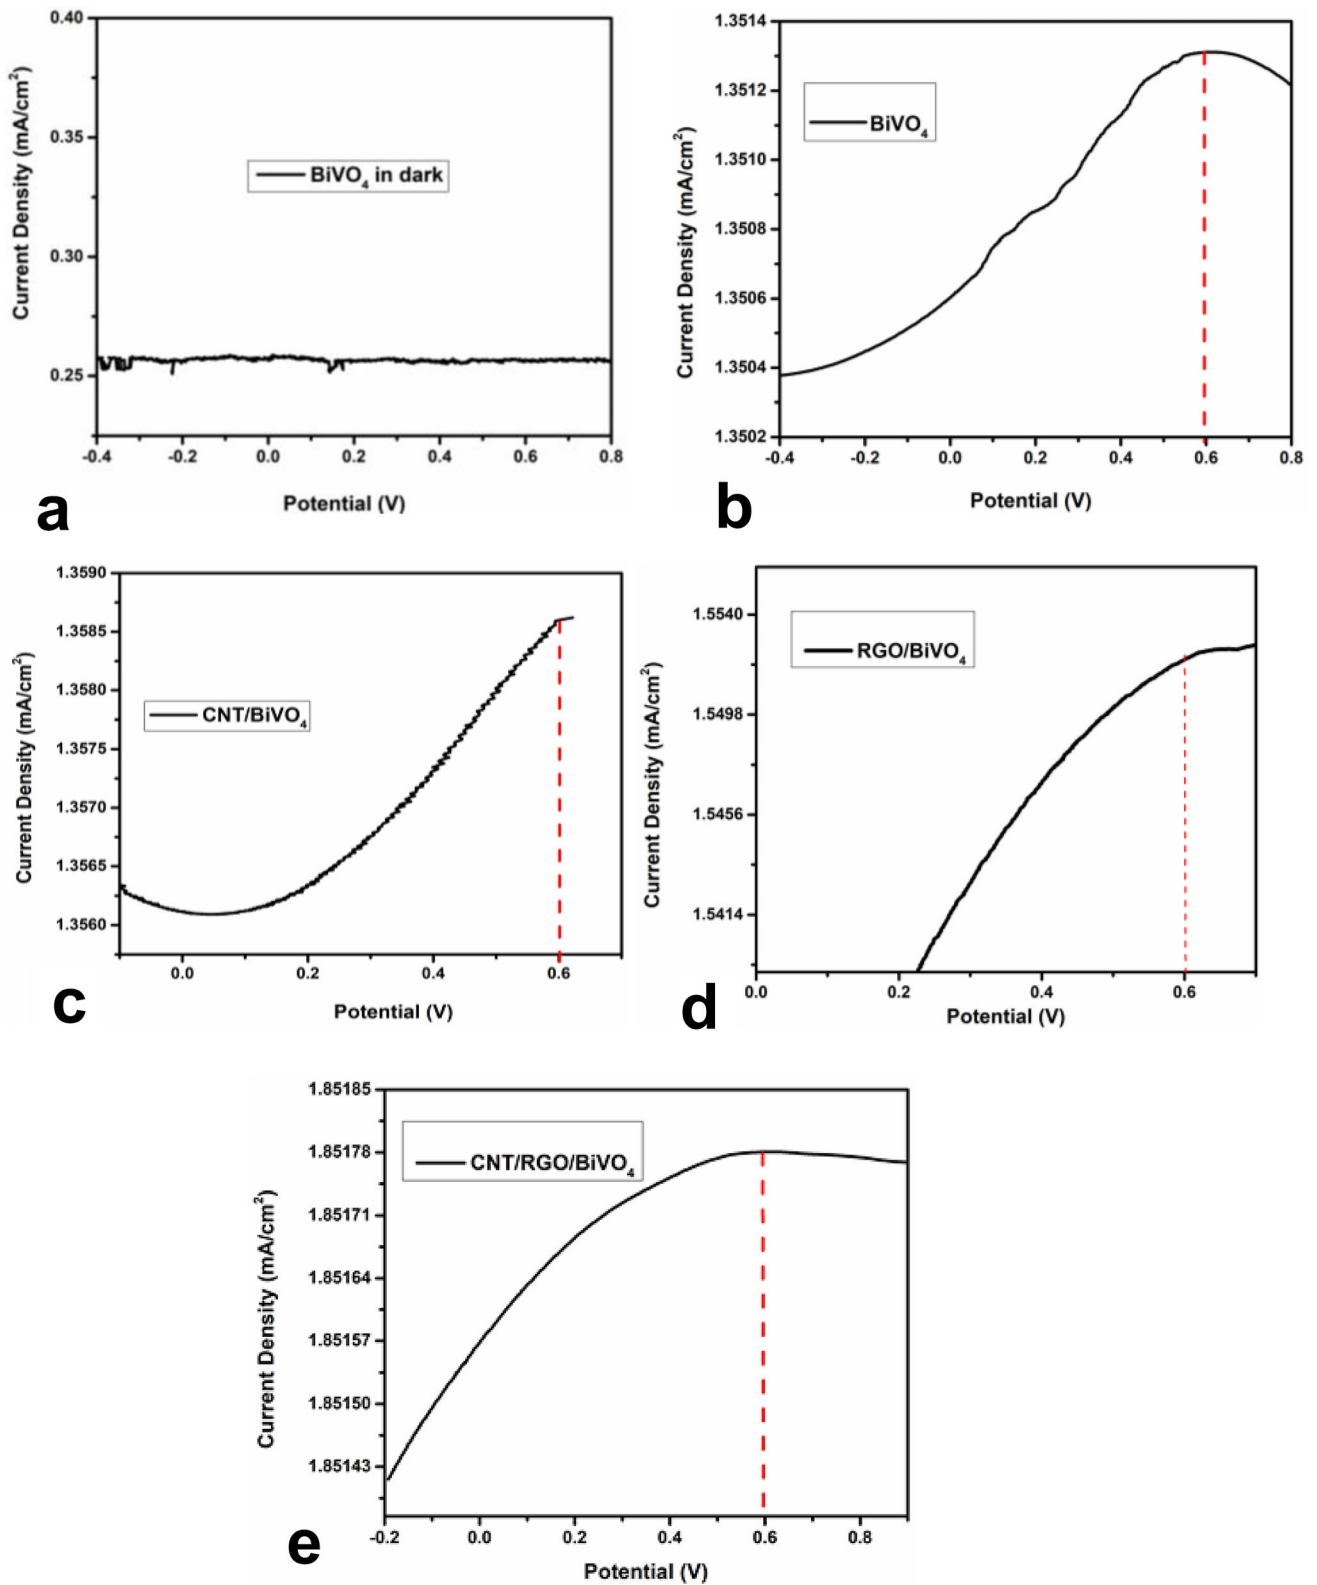 0.40
0.35
0.30
0.25
Current Density (mA/cm²)
BiVO₄ in dark
-0.4 -0.2 0.0 0.2 0.4 0.6 0.8
Potential (V)
a
1.3514
1.3512
1.3510
1.3508
1.3506
1.3504
1.3502
Current Density (mA/cm²)
BiVO₄
-0.4 -0.2 0.0 0.2 0.4 0.6 0.8
Potential (V)
b
1.3590
1.3585
1.3580
1.3575
1.3570
1.3565
1.3560
Current Density (mA/cm²)
CNT/BiVO₄
0.0 0.2 0.4 0.6
Potential (V)
c
1.5540
1.5498
1.5456
1.5414
Current Density (mA/cm²)
RGO/BiVO₄
0.0 0.2 0.4 0.6
Potential (V)
d
1.85185
1.85178
1.85171
1.85164
1.85157
1.85150
1.85143
Current Density (mA/cm²)
CNT/RGO/BiVO₄
-0.2 0.0 0.2 0.4 0.6 0.8
Potential (V)
e